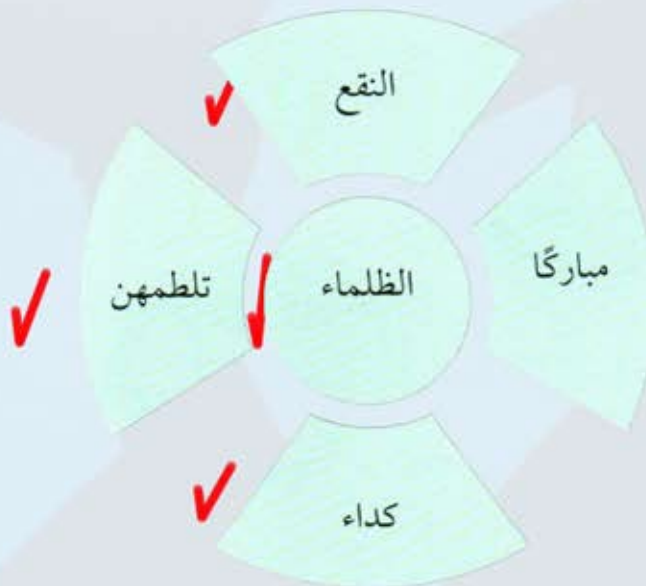 النقع
مباركًا
الظلماء
تلطمهن
كداء